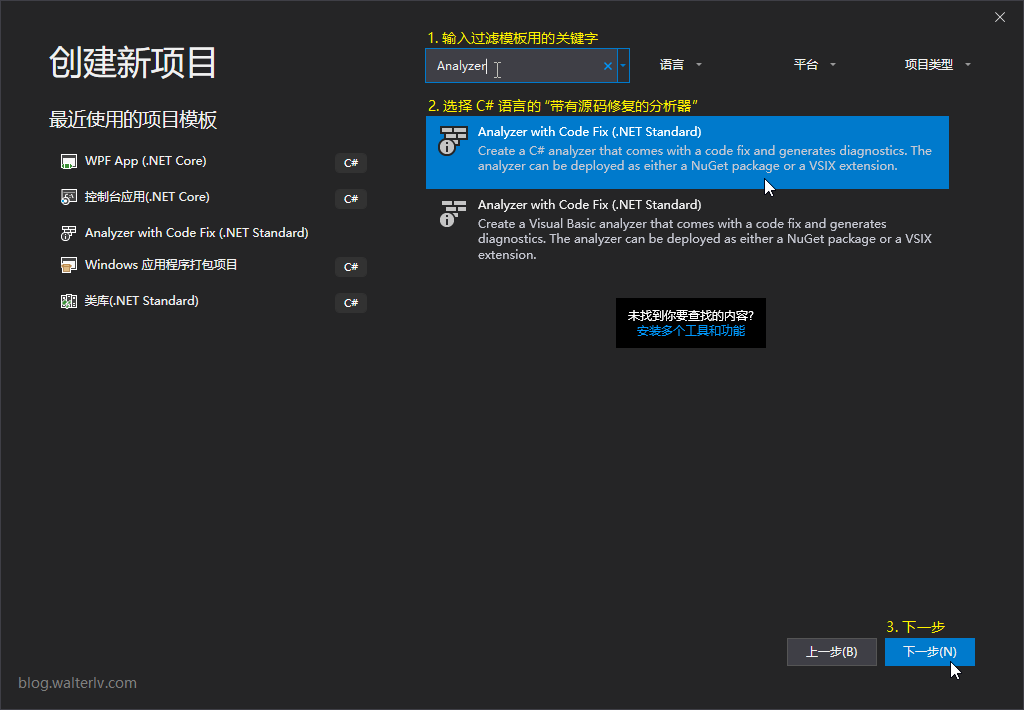 创建新项目
最近使用的项目模板
WPF App (.NET Core)
C#
控制台应用(.NET Core)
C#
Analyzer with Code Fix (.NET Standard)
Windows 应用程序打包项目
C#
类库(.NET Standard)
C#
1. 输入过滤模板用的关键字
Analyzer
语言
平台
项目类型
2. 选择 C# 语言的 “带有源码修复的分析器”
Analyzer with Code Fix (.NET Standard)
Create a C# analyzer that comes with a code fix and generates diagnostics. The
analyzer can be deployed as either a NuGet package or a VSIX extension.
Analyzer with Code Fix (.NET Standard)
Create a Visual Basic analyzer that comes with a code fix and generates
diagnostics. The analyzer can be deployed as either a NuGet package or a VSIX
extension.
未找到你要查找的内容?
安装多个工具和功能
3. 下一步
上一步(B)
下一步(N)
blog.walterlv.com